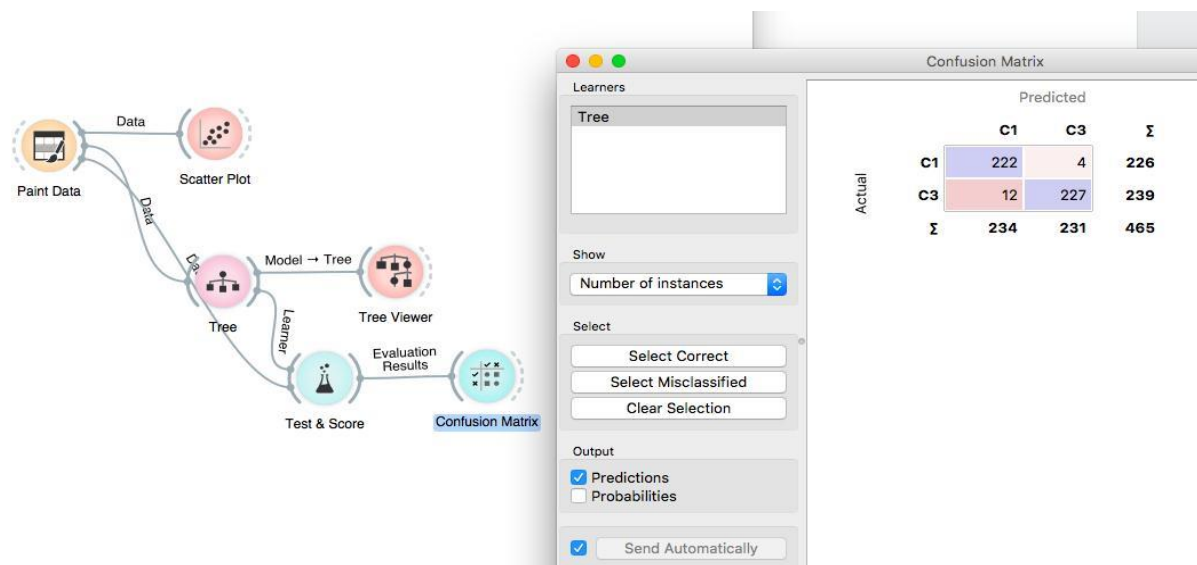 Data
Paint Data
Scatter Plot
Data
Da.
Model → Tree
Tree
Tree Viewer
Learner
Evaluation
Results
Test & Score
Confusion Matrix
Confusion Matrix
Learners
Tree
Show
Number of instances
Select
Select Correct
Select Misclassified
Clear Selection
Output
Predictions
Probabilities
Send Automatically
Predicted
C1 C3 Σ
Actual
C1 222 4 226
C3 12 227 239
Σ 234 231 465